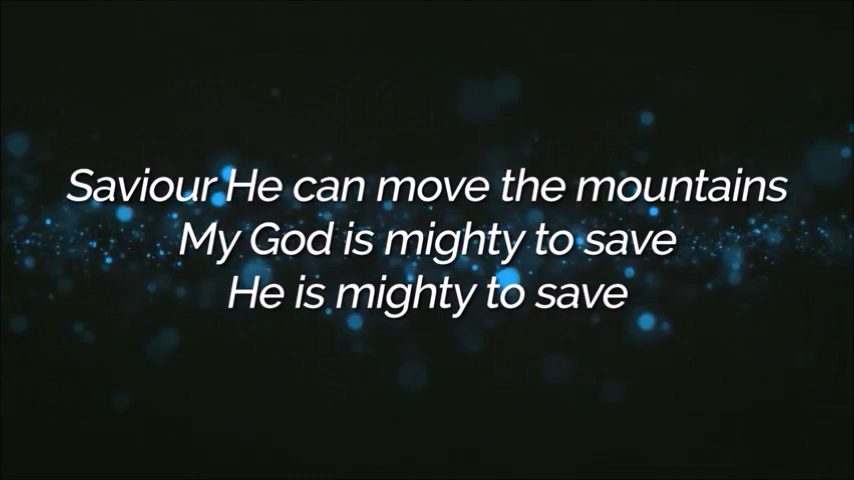 Saviour He can move the mountains
My God is mighty to save
He is mighty to save